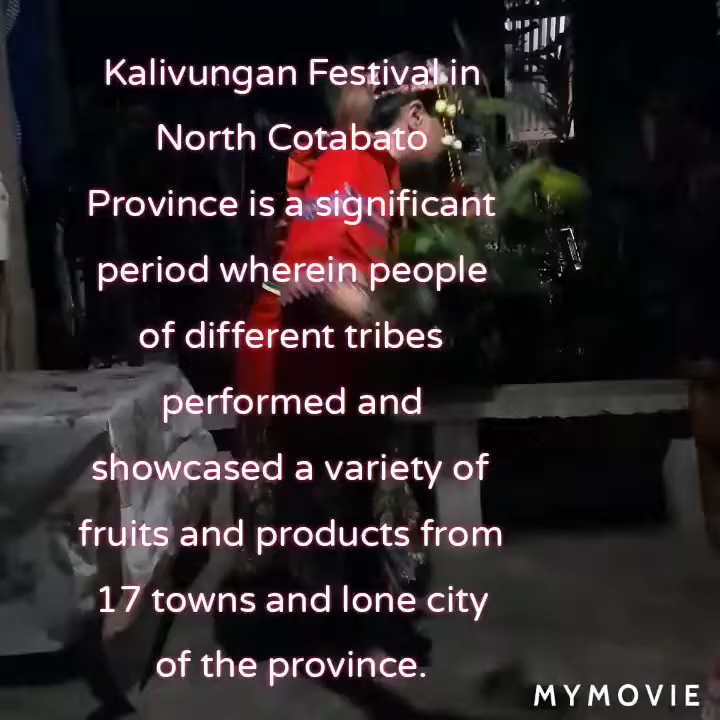 Kalivungan Festival in
North Cotabato
Province is a significant
period wherein people
of different tribes
performed and
showcased a variety of
fruits and products from
17 towns and lone city
of the province.
MYMOVIE